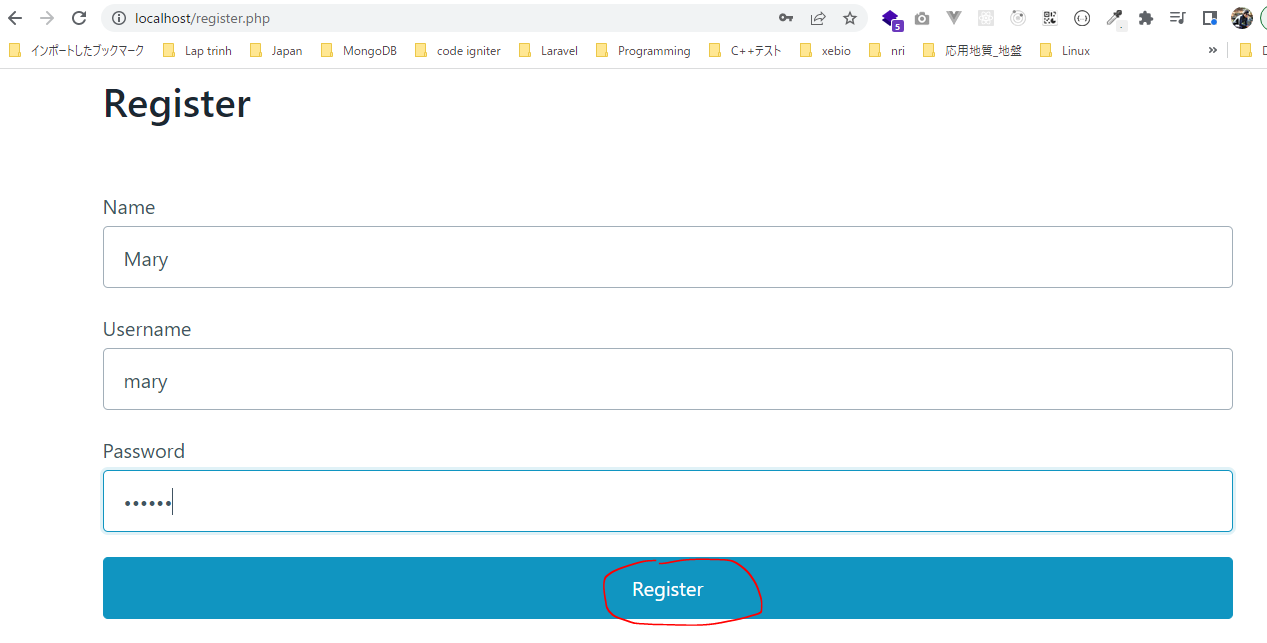 localhost/register.php
5
インポートしたブックマーク Lap trinh Japan MongoDB code igniter Laravel Programming C++テスト xebio nri 応用地質_地盤 Linux »
Register
Name
Mary
Username
mary
Password
••••••
Register